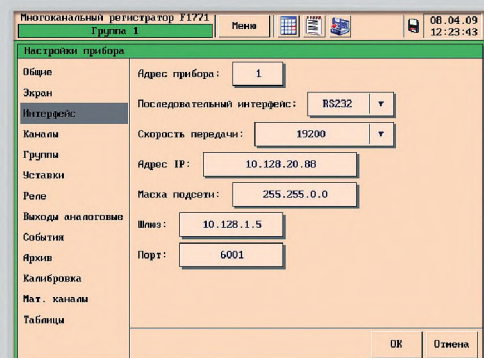 Многоканальный регистратор F1771
Группа 1
Меню
08.04.09
12:23:43
Настройки прибора
Общие
Экран
Интерфейс
Каналы
Группы
Уставки
Реле
Выходы аналоговые
События
Архив
Калибровка
Мат. каналы
Таблицы
Адрес прибора: 1
Последовательный интерфейс: RS232
Скорость передачи: 19200
Адрес IP: 10.128.20.88
Маска подсети: 255.255.0.0
Шлюз: 10.128.1.5
Порт: 6001
ОК
Отмена